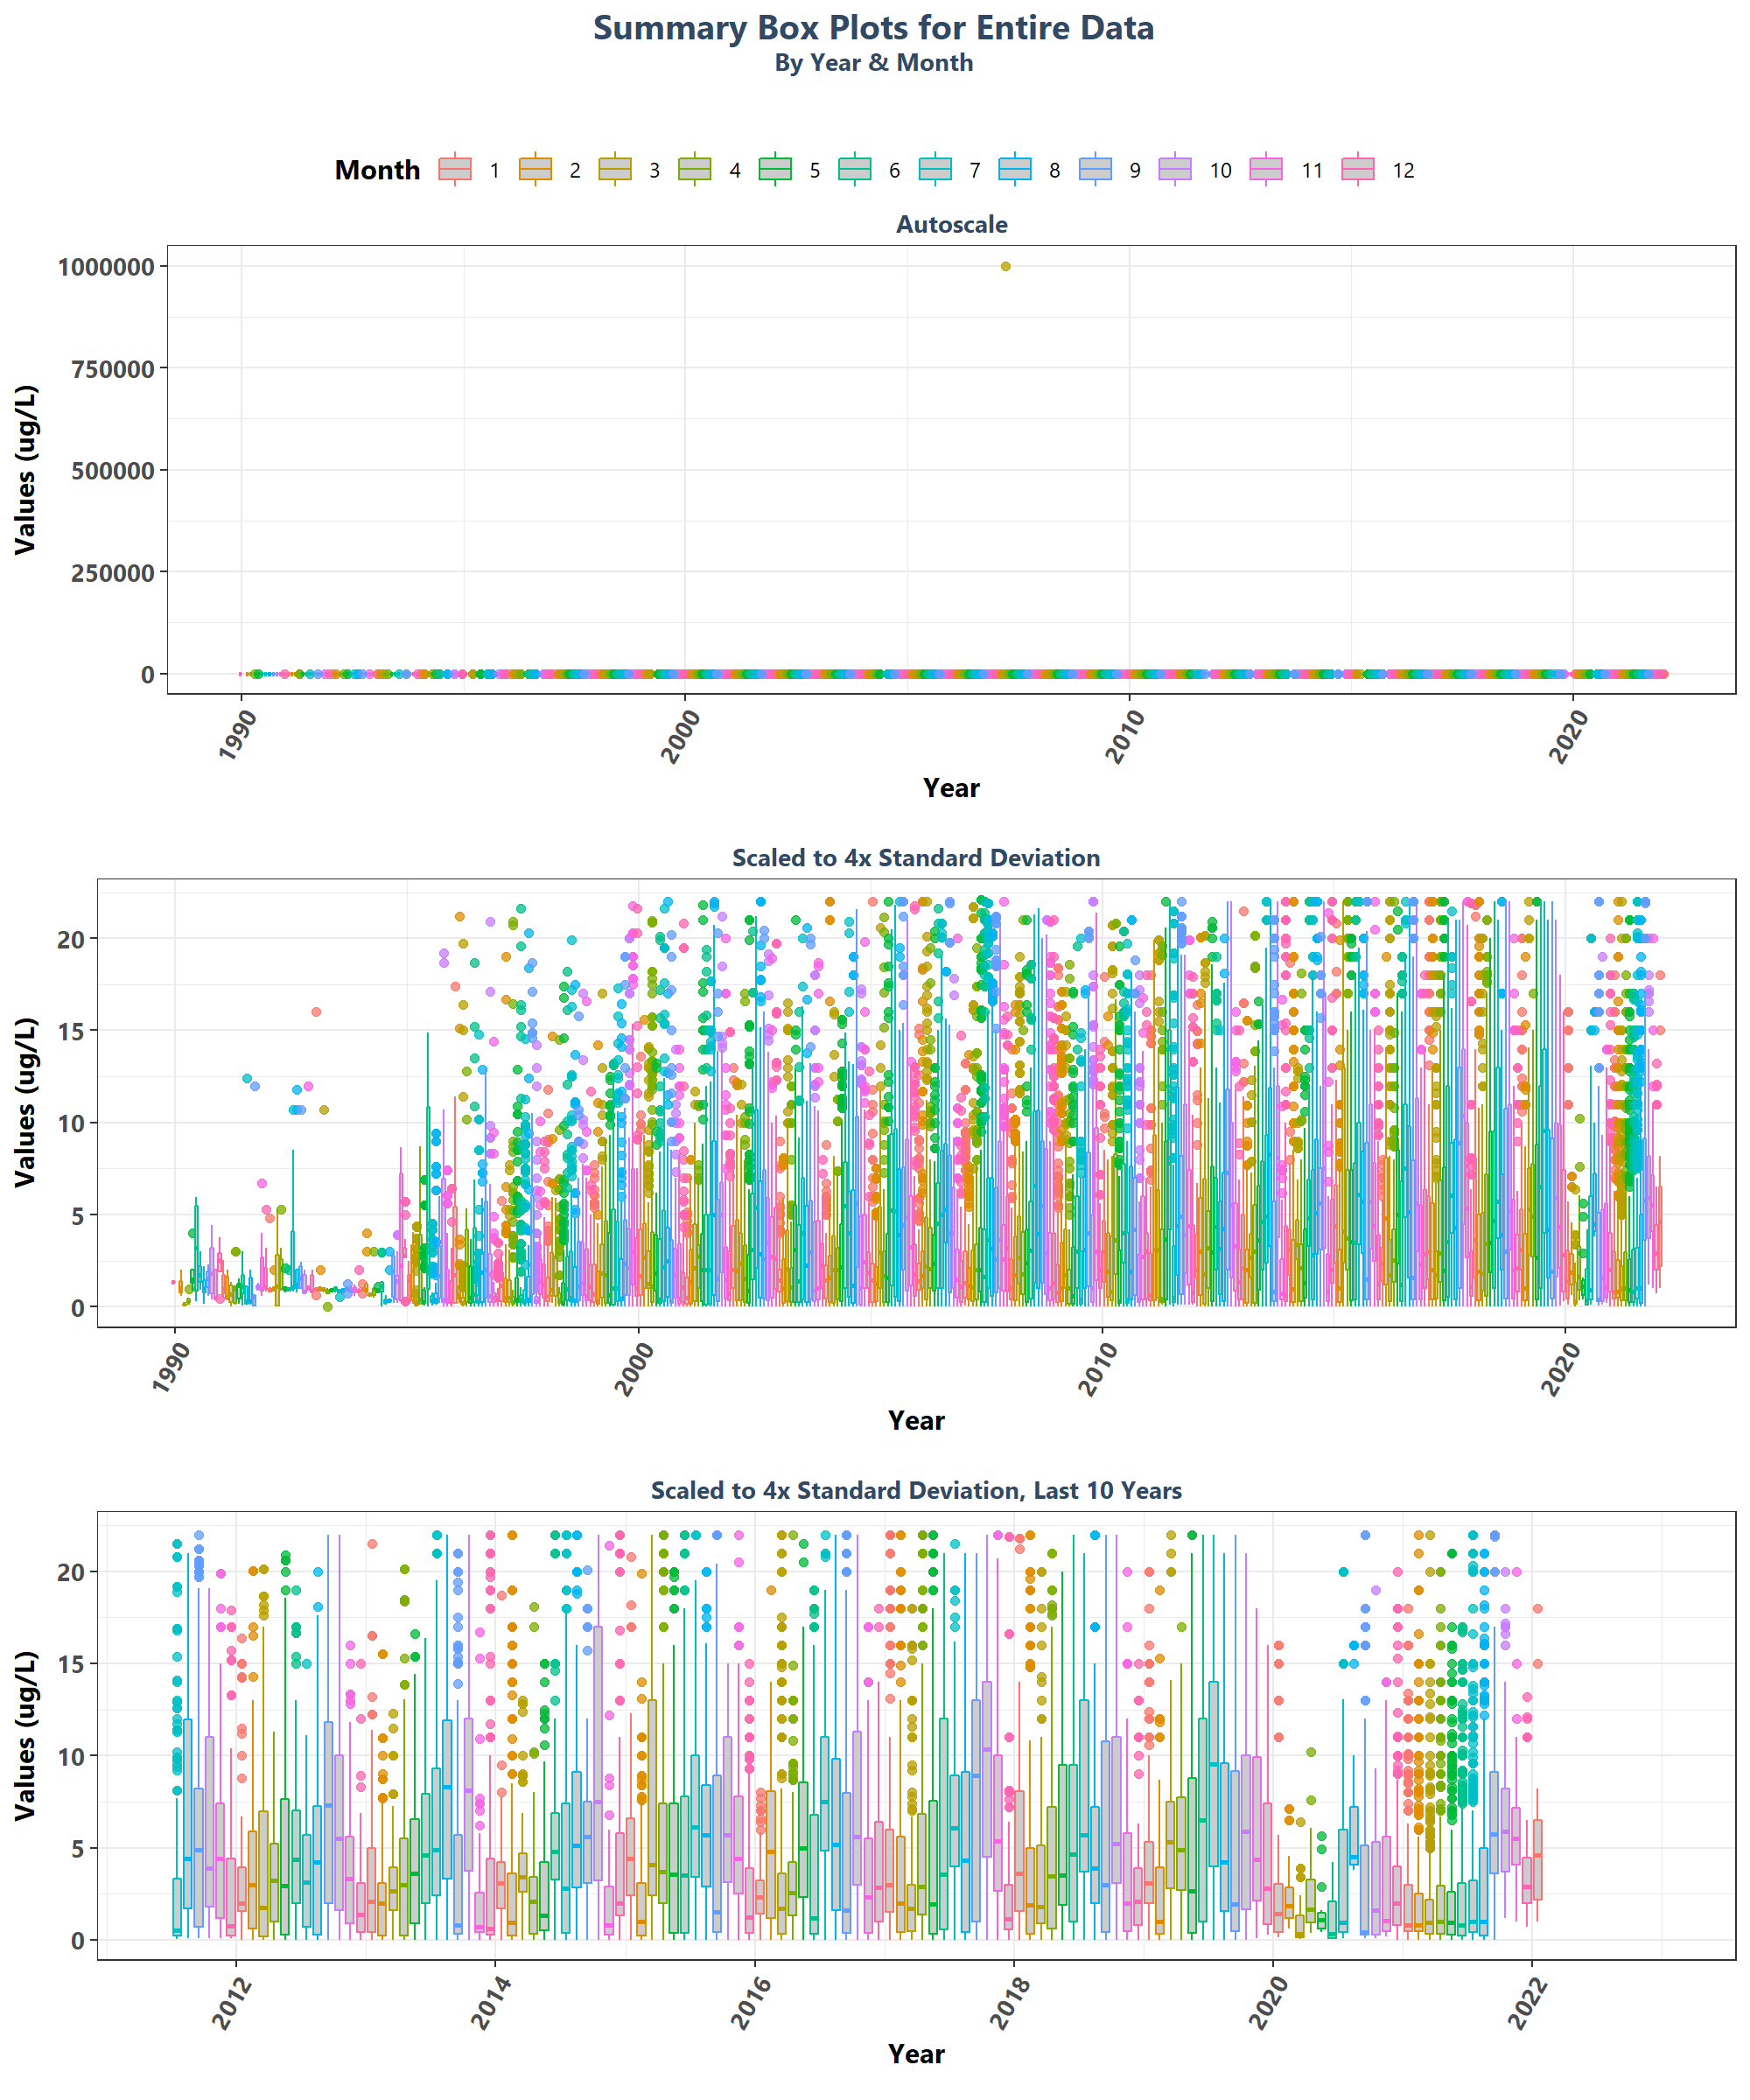 Summary Box Plots for Entire Data
By Year & Month
Month 1 2 3 4 5 6 7 8 9 10 11 12
Autoscale
Values (ug/L)
1000000
750000
500000
250000
0
1990 2000 2010 2020
Year
Scaled to 4x Standard Deviation
Values (ug/L)
20
15
10
5
0
1990 2000 2010 2020
Year
Scaled to 4x Standard Deviation, Last 10 Years
Values (ug/L)
20
15
10
5
0
2012 2014 2016 2018 2020 2022
Year